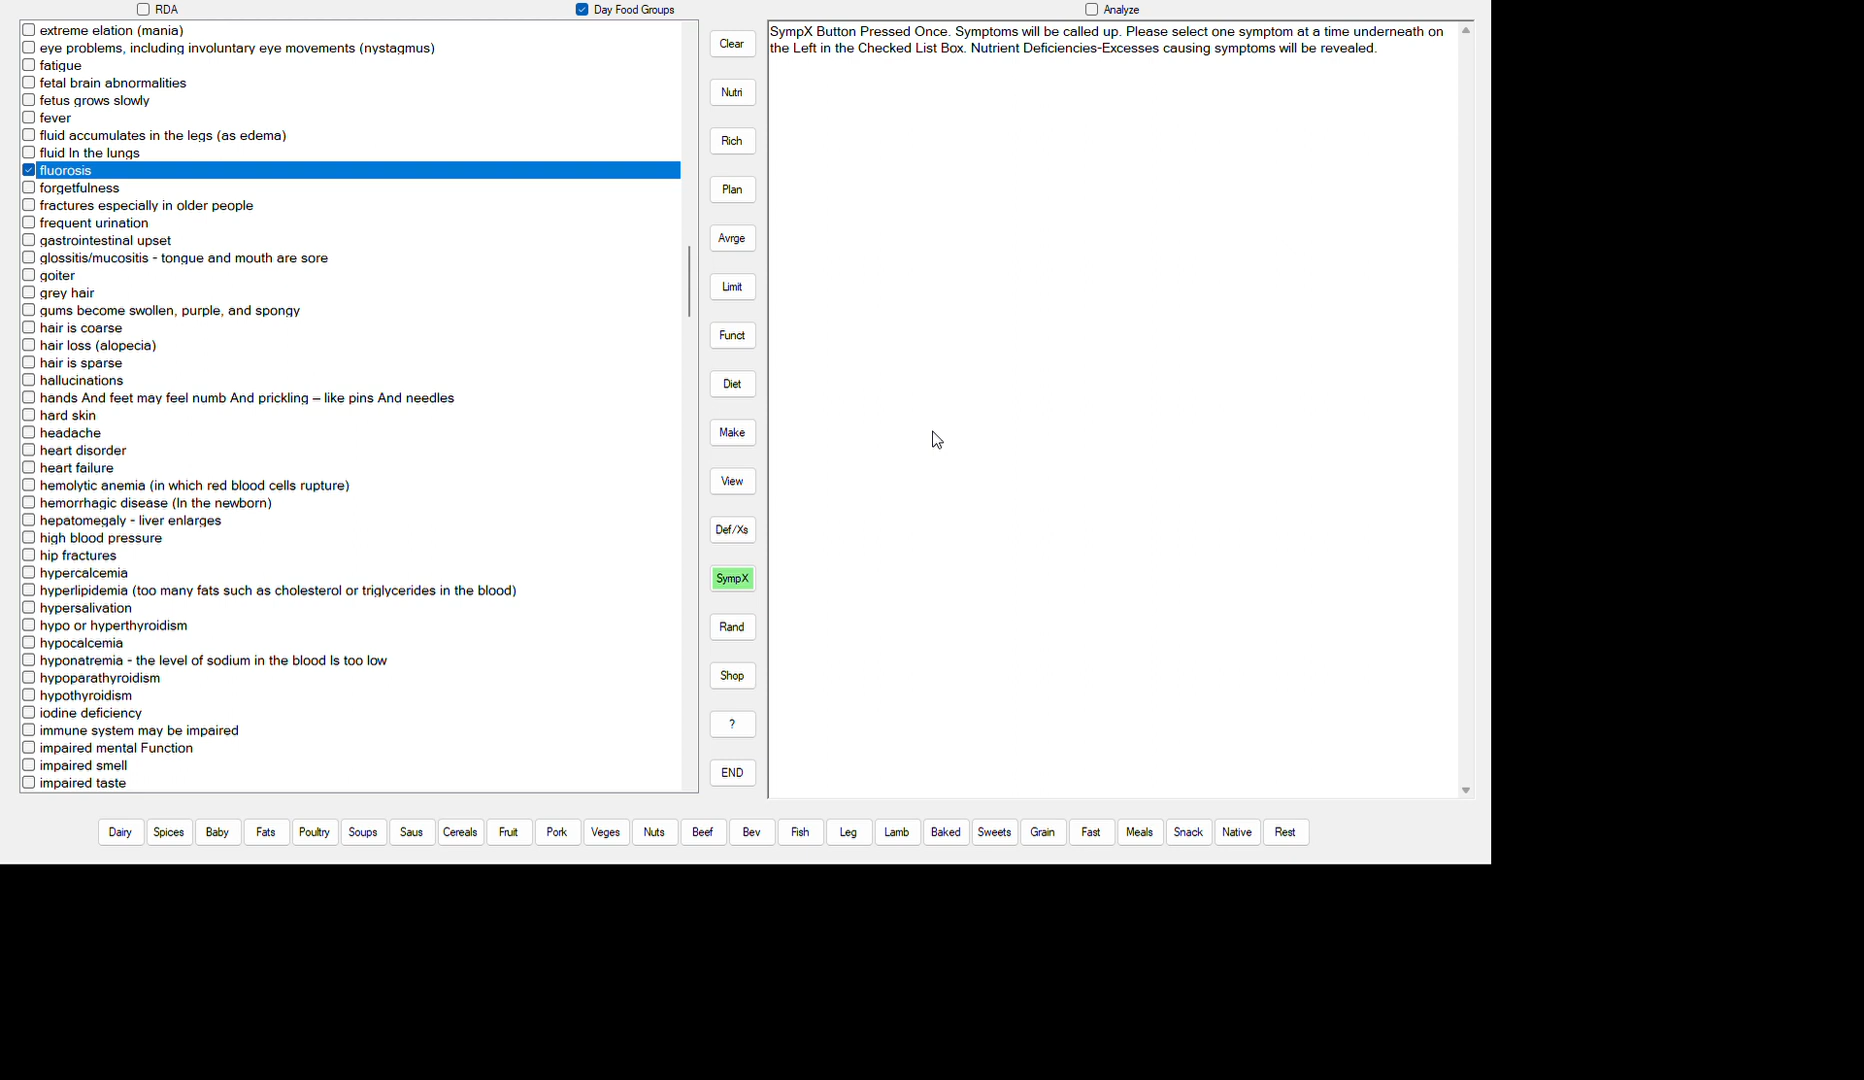 RDA
Day Food Groups
Analyze
extreme elation (mania)
eye problems, including involuntary eye movements (nystagmus)
fatigue
fetal brain abnormalities
fetus grows slowly
fever
fluid accumulates in the legs (as edema)
fluid In the lungs
fluorosis
forgetfulness
fractures especially in older people
frequent urination
gastrointestinal upset
glossitis/mucositis - tongue and mouth are sore
goiter
grey hair
gums become swollen, purple, and spongy
hair is coarse
hair loss (alopecia)
hair is sparse
hallucinations
hands And feet may feel numb And prickling – like pins And needles
hard skin
headache
heart disorder
heart failure
hemolytic anemia (in which red blood cells rupture)
hemorrhagic disease (In the newborn)
hepatomegaly - liver enlarges
high blood pressure
hip fractures
hypercalcemia
hyperlipidemia (too many fats such as cholesterol or triglycerides in the blood)
hypersalivation
hypo or hyperthyroidism
hypocalcemia
hyponatremia - the level of sodium in the blood Is too low
hypoparathyroidism
hypothyroidism
iodine deficiency
immune system may be impaired
impaired mental Function
impaired smell
impaired taste
Clear
Nutri
Rich
Plan
Avrge
Limit
Funct
Diet
Make
View
Def/Xs
SympX
Rand
Shop
?
END
SympX Button Pressed Once. Symptoms will be called up. Please select one symptom at a time underneath on
the Left in the Checked List Box. Nutrient Deficiencies-Excesses causing symptoms will be revealed.
Dairy
Spices
Baby
Fats
Poultry
Soups
Saus
Cereals
Fruit
Pork
Veges
Nuts
Beef
Bev
Fish
Leg
Lamb
Baked
Sweets
Grain
Fast
Meals
Snack
Native
Rest